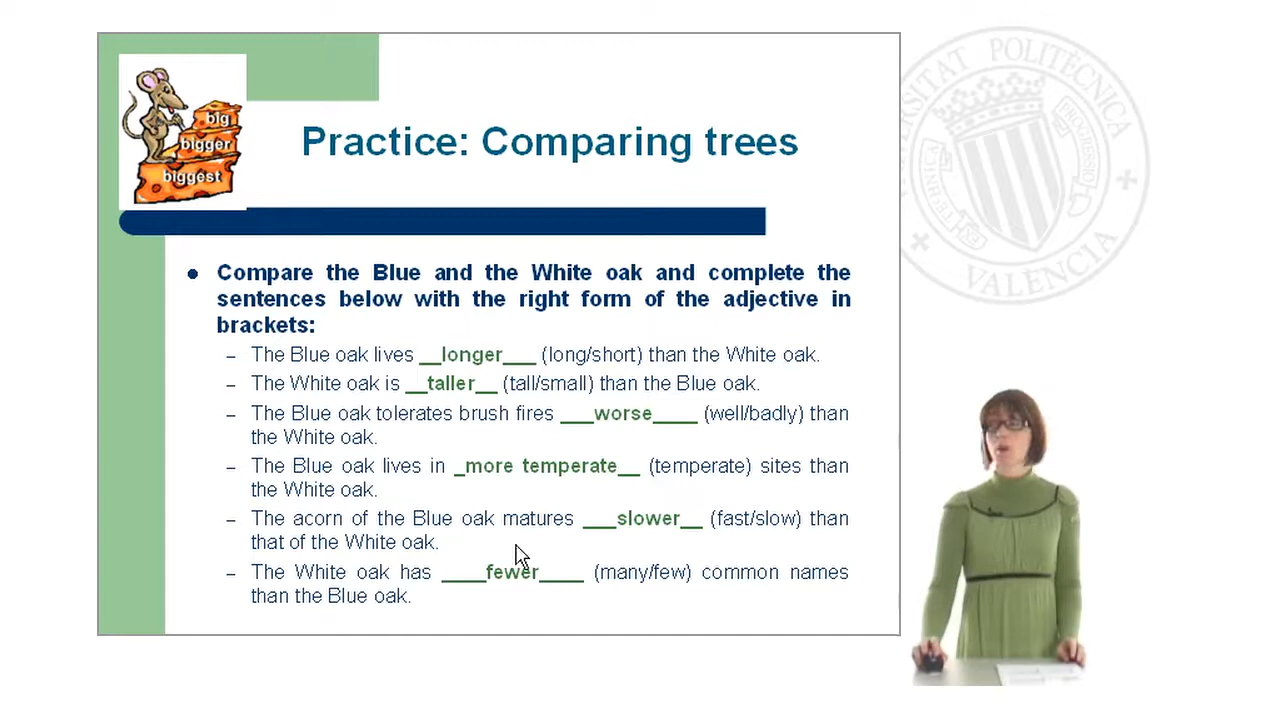 UNIVERSITAT POLITÈCNICA
VALÈNCIA
big
bigger
biggest
Practice: Comparing trees
● Compare the Blue and the White oak and complete the
sentences below with the right form of the adjective in
brackets:
– The Blue oak lives __longer___ (long/short) than the White oak.
– The White oak is __taller__ (tall/small) than the Blue oak.
– The Blue oak tolerates brush fires ___worse____ (well/badly) than
the White oak.
– The Blue oak lives in _more temperate__ (temperate) sites than
the White oak.
– The acorn of the Blue oak matures ___slower__ (fast/slow) than
that of the White oak.
– The White oak has ____fewer____ (many/few) common names
than the Blue oak.